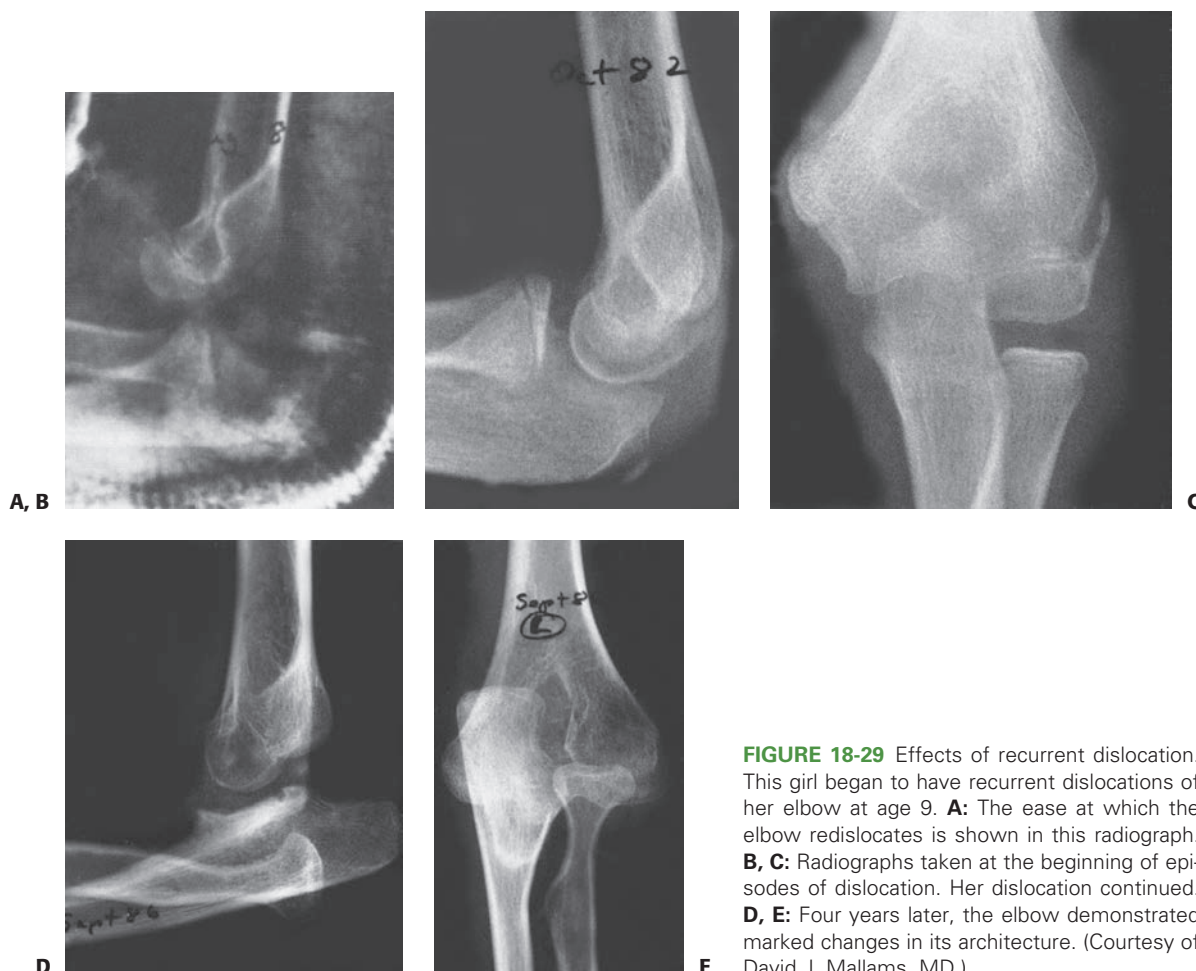 Oct 82
A, B
C
Sept 8
L
Sept 86
D
E
FIGURE 18-29 Effects of recurrent dislocation.
This girl began to have recurrent dislocations of
her elbow at age 9. A: The ease at which the
elbow redislocates is shown in this radiograph.
B, C: Radiographs taken at the beginning of epi-
sodes of dislocation. Her dislocation continued.
D, E: Four years later, the elbow demonstrated
marked changes in its architecture. (Courtesy of
David J. Mallams, MD.)